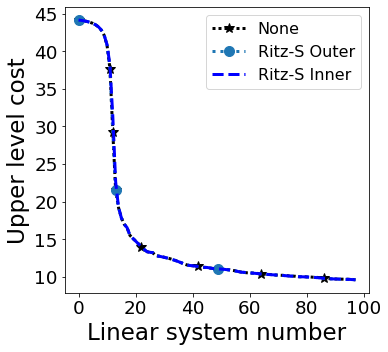 45
40
35
30
25
20
15
10
Upper level cost
None
Ritz-S Outer
Ritz-S Inner
0 20 40 60 80 100
Linear system number